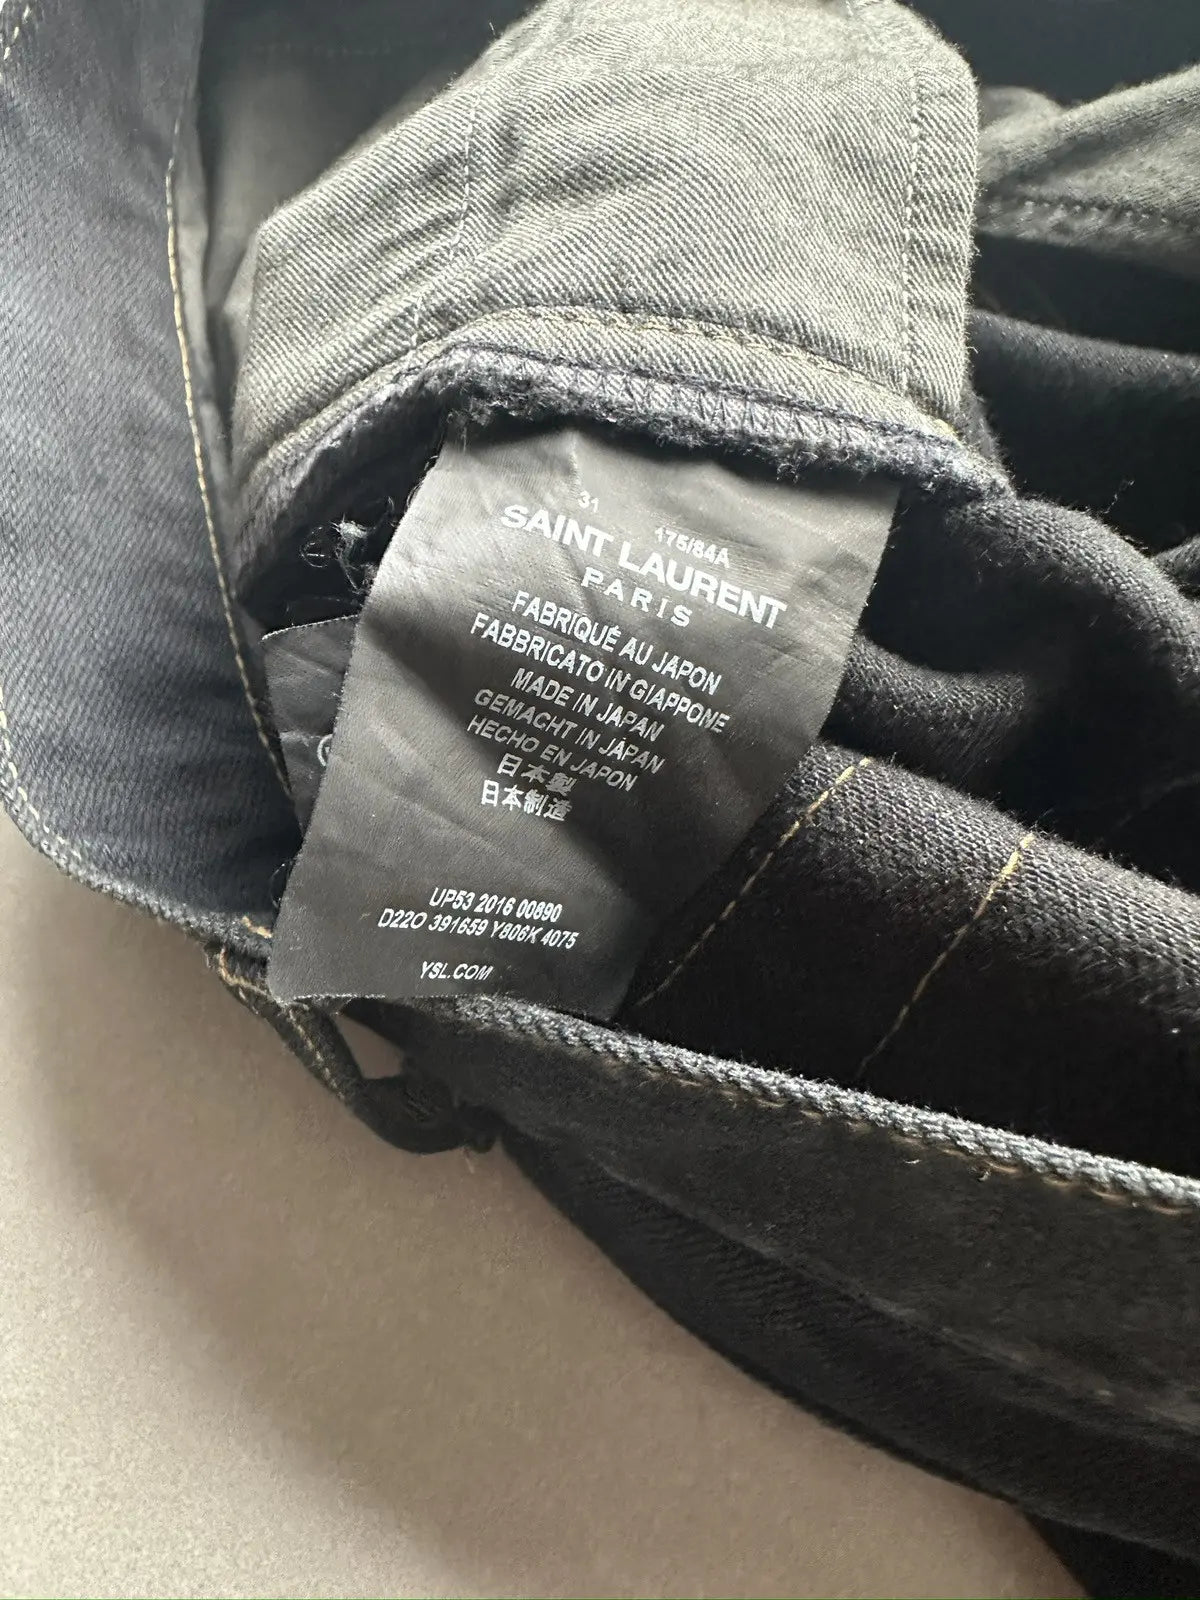 31 175/84A
SAINT LAURENT
PARIS
FABRIQUÉ AU JAPON
FABBRICATO IN GIAPPONE
MADE IN JAPAN
GEMACHT IN JAPAN
HECHO EN JAPON
日本製
日本制造
UP53 2016 00890
D22O 391659 Y806K 4075
YSL.COM